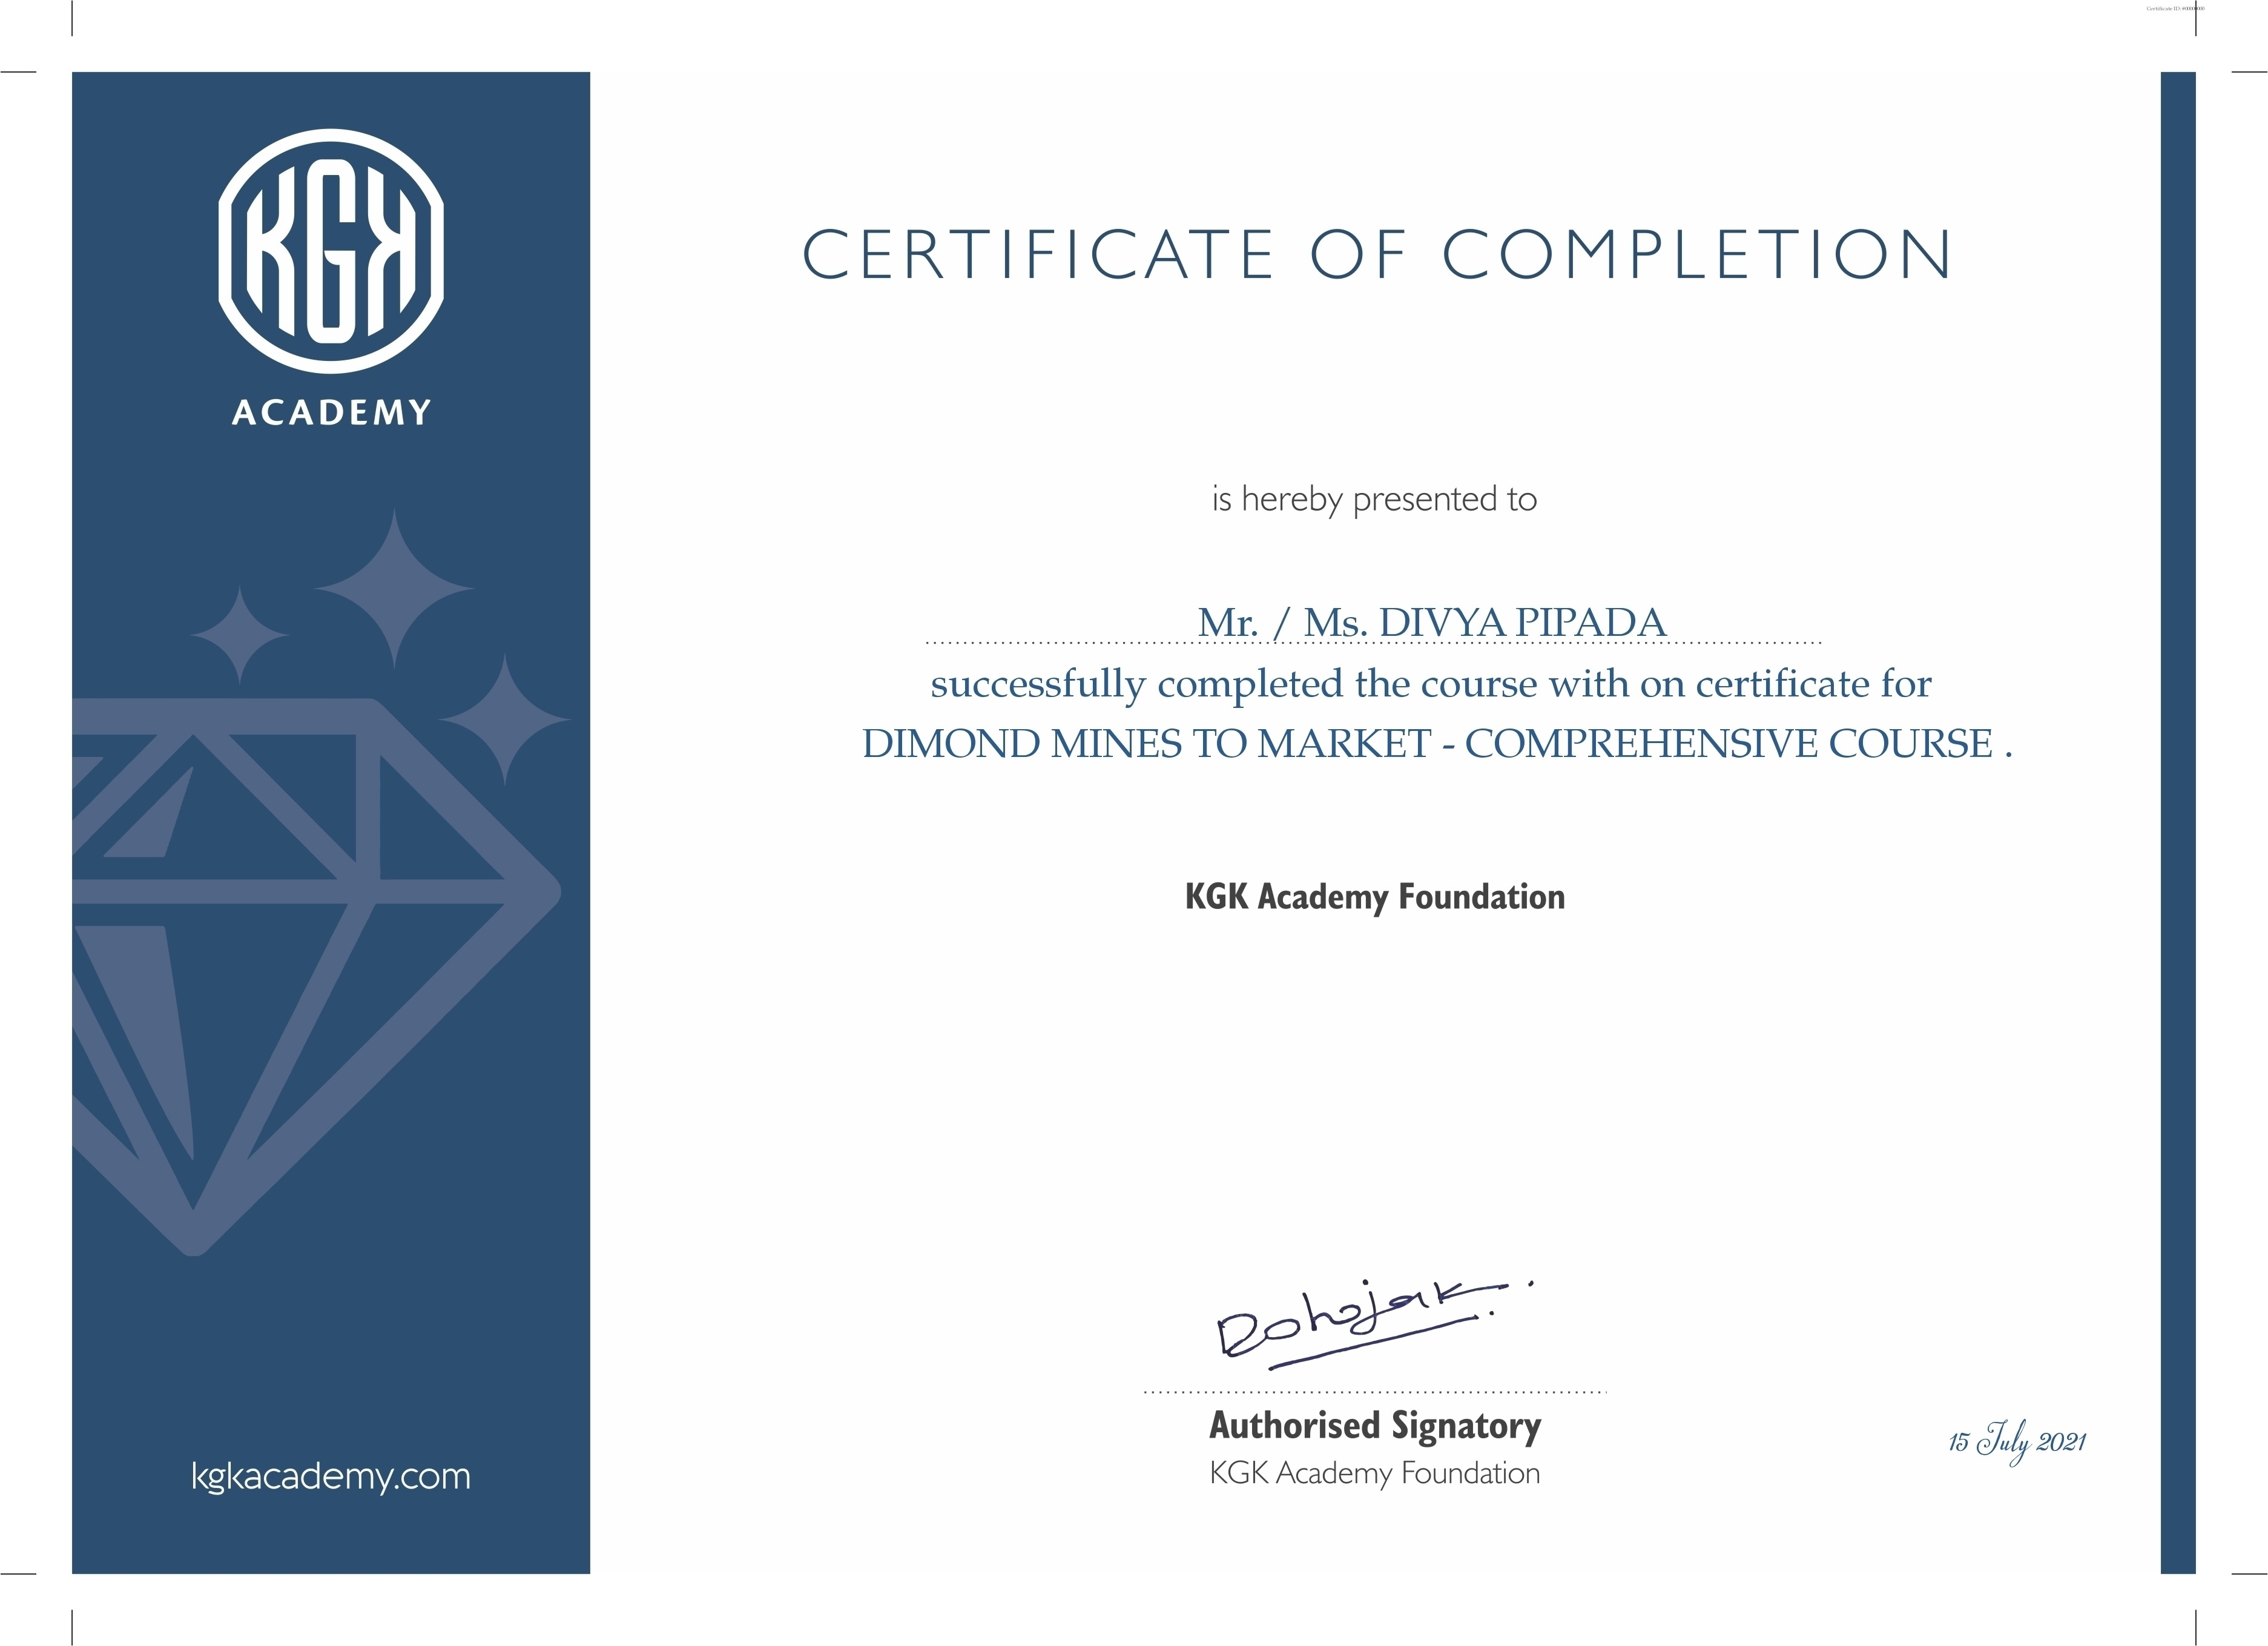 KGK
ACADEMY
kgkacademy.com
CERTIFICATE OF COMPLETION
is hereby presented to
Mr. / Ms. DIVYA PIPADA
successfully completed the course with on certificate for
DIMOND MINES TO MARKET - COMPREHENSIVE COURSE .
KGK Academy Foundation
Authorised Signatory
KGK Academy Foundation
15 July 2021
Certificate ID